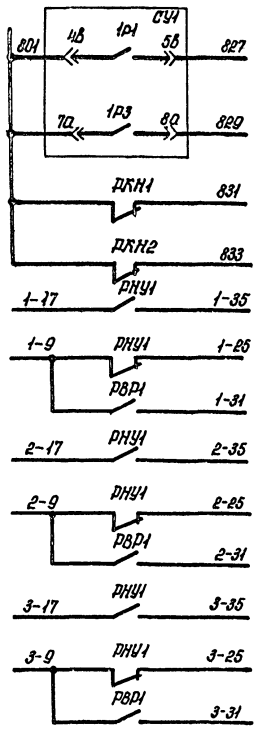 СУ1
801 4В 1Р1 5В 827
7а 1Р3 8а 829
РКН1 831
РКН2 833
1-17 РНУ1 1-35
1-9 РНУ1 1-25
РВР1 1-31
2-17 РНУ1 2-35
2-9 РНУ1 2-25
РВР1 2-31
3-17 РНУ1 3-35
3-9 РНУ1 3-25
РВР1 3-31